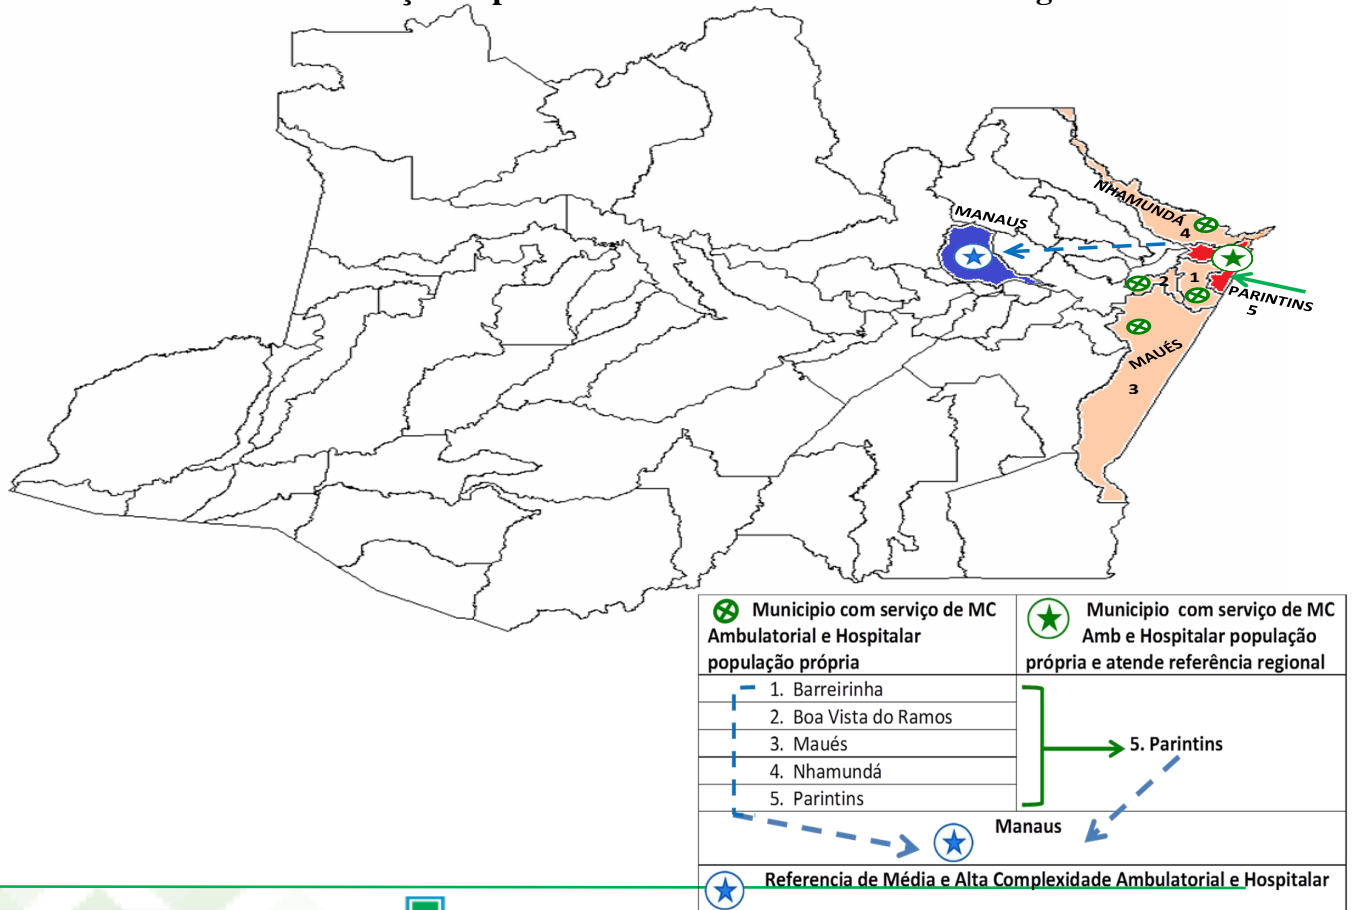 MANAUS
NHAMUNDÁ
4
2
1
PARINTINS
5
MAUÉS
3
Municipio com serviço de MC
Ambulatorial e Hospitalar
população própria
Municipio com serviço de MC
Amb e Hospitalar população
própria e atende referência regional
1. Barreirinha
2. Boa Vista do Ramos
3. Maués
4. Nhamundá
5. Parintins
5. Parintins
Manaus
Referencia de Média e Alta Complexidade Ambulatorial e Hospitalar